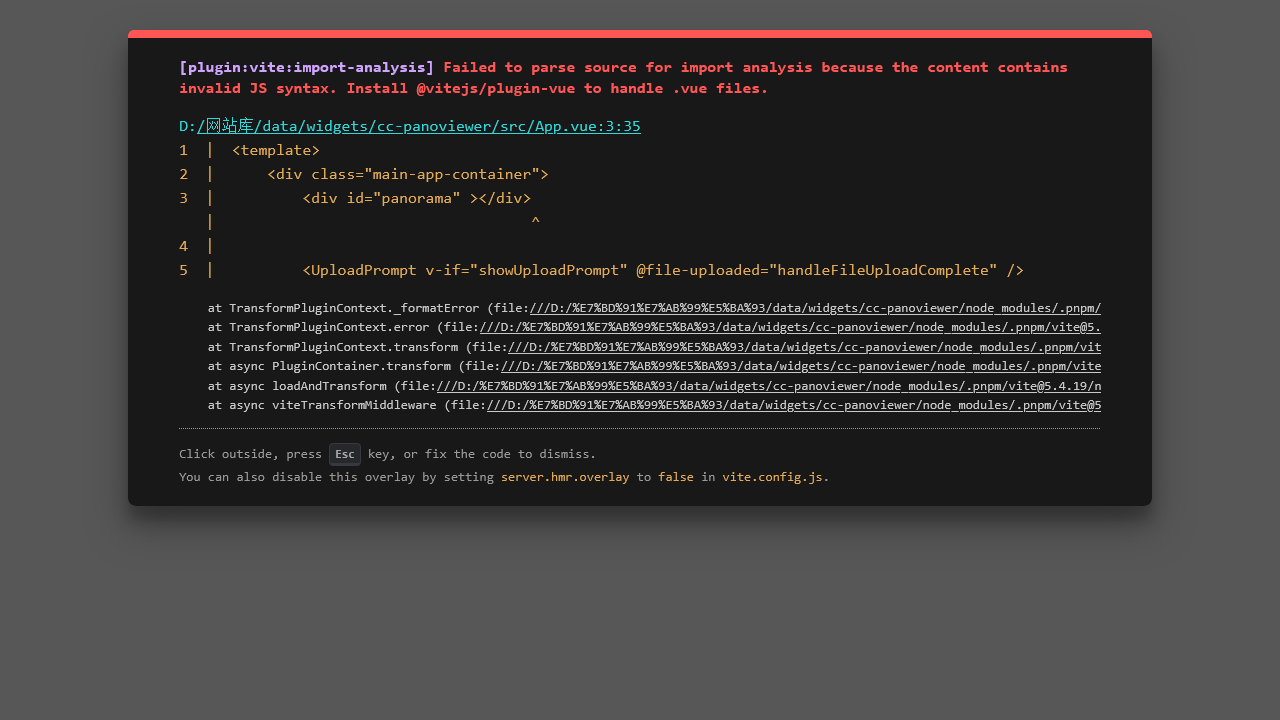 [plugin:vite:import-analysis] Failed to parse source for import analysis because the content contains
invalid JS syntax. Install @vitejs/plugin-vue to handle .vue files.
D:/网站库/data/widgets/cc-panoviewer/src/App.vue:3:35
1 | <template>
2 | <div class="main-app-container">
3 | <div id="panorama" ></div>
| ^
4 |
5 | <UploadPrompt v-if="showUploadPrompt" @file-uploaded="handleFileUploadComplete" />
at TransformPluginContext._formatError (file:///D:/%E7%BD%91%E7%AB%99%E5%BA%93/data/widgets/cc-panoviewer/node_modules/.pnpm/
at TransformPluginContext.error (file:///D:/%E7%BD%91%E7%AB%99%E5%BA%93/data/widgets/cc-panoviewer/node_modules/.pnpm/vite@5.
at TransformPluginContext.transform (file:///D:/%E7%BD%91%E7%AB%99%E5%BA%93/data/widgets/cc-panoviewer/node_modules/.pnpm/vit
at async PluginContainer.transform (file:///D:/%E7%BD%91%E7%AB%99%E5%BA%93/data/widgets/cc-panoviewer/node_modules/.pnpm/vite
at async loadAndTransform (file:///D:/%E7%BD%91%E7%AB%99%E5%BA%93/data/widgets/cc-panoviewer/node_modules/.pnpm/vite@5.4.19/n
at async viteTransformMiddleware (file:///D:/%E7%BD%91%E7%AB%99%E5%BA%93/data/widgets/cc-panoviewer/node_modules/.pnpm/vite@5
Click outside, press Esc key, or fix the code to dismiss.
You can also disable this overlay by setting server.hmr.overlay to false in vite.config.js.